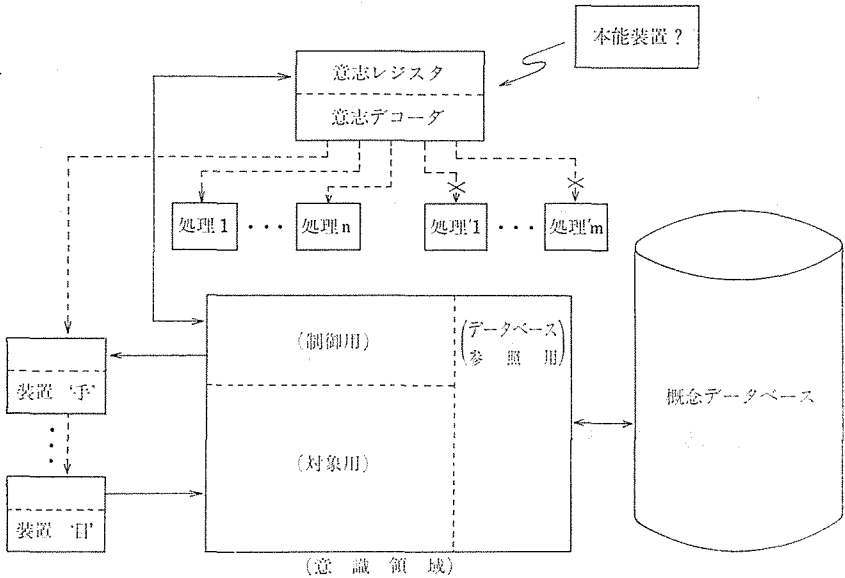 本能装置?
意志レジスタ
意志デコーダ
処理1 ・・・ 処理n
処理'1 ・・・ 処理'm
(制御用)
(データベース
参照用)
装置 '手'
概念データベース
(対象用)
装置 '目'
(意識領域)